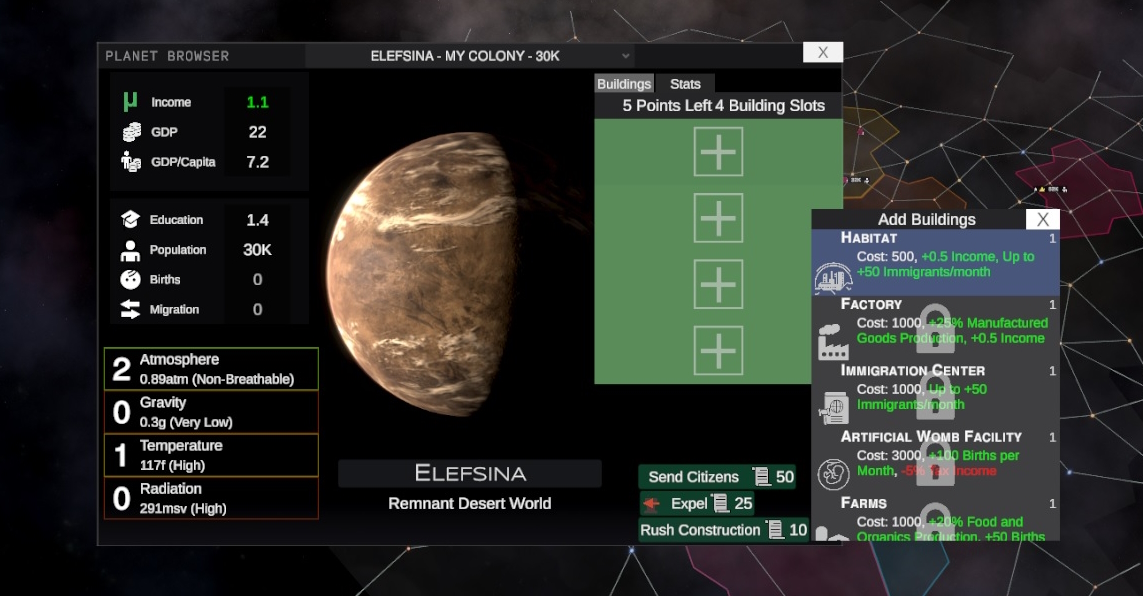 PLANET BROWSER
ELEFSINA - MY COLONY - 30K
X
Income 1.1
GDP 22
GDP/Capita 7.2
Education 1.4
Population 30K
Births 0
Migration 0
2 Atmosphere
0.89atm (Non-Breathable)
0 Gravity
0.3g (Very Low)
1 Temperature
117f (High)
0 Radiation
291msv (High)
ELEFSINA
Remnant Desert World
Buildings Stats
5 Points Left 4 Building Slots
Send Citizens 50
Expel 25
Rush Construction 10
Add Buildings
X
HABITAT 1
Cost: 500, +0.5 Income, Up to
+50 Immigrants/month
FACTORY 1
Cost: 1000, +25% Manufactured
Goods Production, +0.5 Income
IMMIGRATION CENTER 1
Cost: 1000, Up to +50
Immigrants/month
ARTIFICIAL WOMB FACILITY 1
Cost: 3000, +100 Births per
Month, -5% Tax Income
FARMS 1
Cost: 1000, +20% Food and
Organics Production, +50 Births